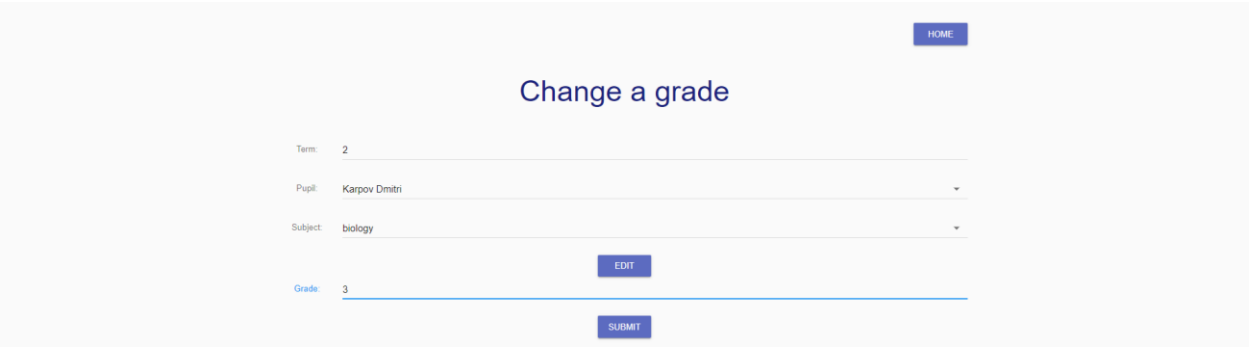 HOME
Change a grade
Term: 2
Pupil: Karpov Dmitri
Subject: biology
EDIT
Grade: 3
SUBMIT